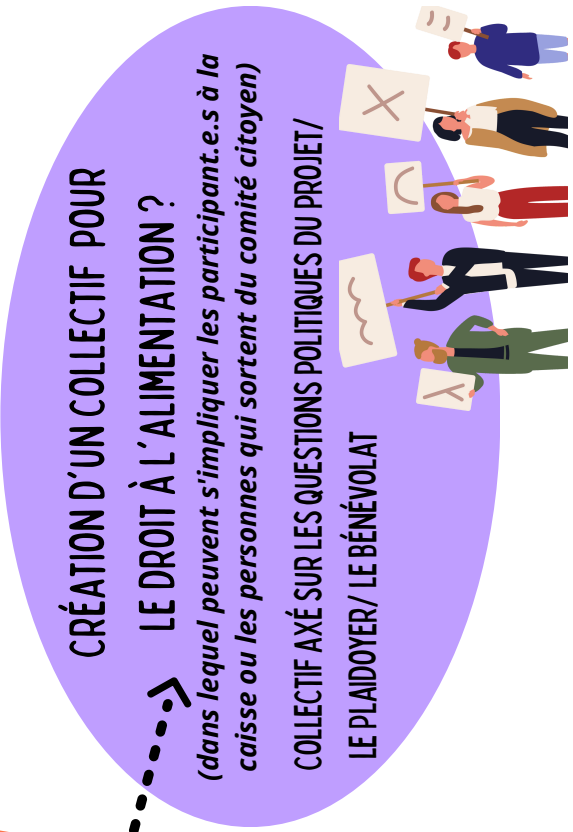 CRÉATION D'UN COLLECTIF POUR
LE DROIT À L'ALIMENTATION ?
(dans lequel peuvent s'impliquer les participant.e.s à la
caisse ou les personnes qui sortent du comité citoyen)
COLLECTIF AXÉ SUR LES QUESTIONS POLITIQUES DU PROJET/
LE PLAIDOYER/ LE BÉNÉVOLAT